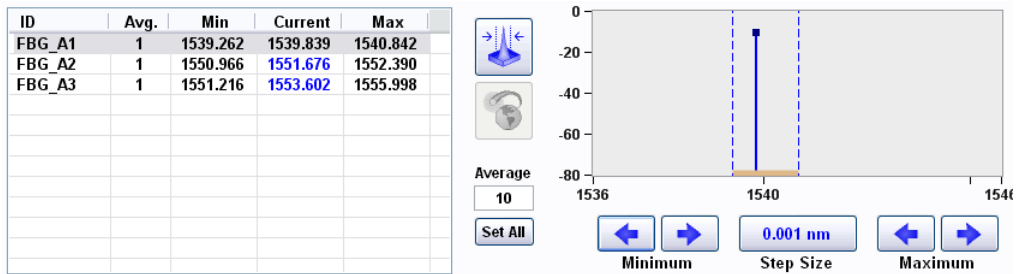 ID Avg. Min Current Max
FBG_A1 1 1539.262 1539.839 1540.842
FBG_A2 1 1550.966 1551.676 1552.390
FBG_A3 1 1551.216 1553.602 1555.998
Average
10
Set All
0
-20
-40
-60
-80
1536 1540 1546
0.001 nm
Minimum Step Size Maximum